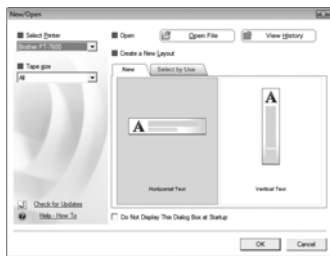 New/Open
Select Printer
Brother PT-7600
Tape size
All
Check for Updates
Help - How To
Open
Open File
View History
Create a New Layout
New
Select by Use
A
Horizontal Text
A
Vertical Text
Do Not Display This Dialog Box at Startup
OK
Cancel